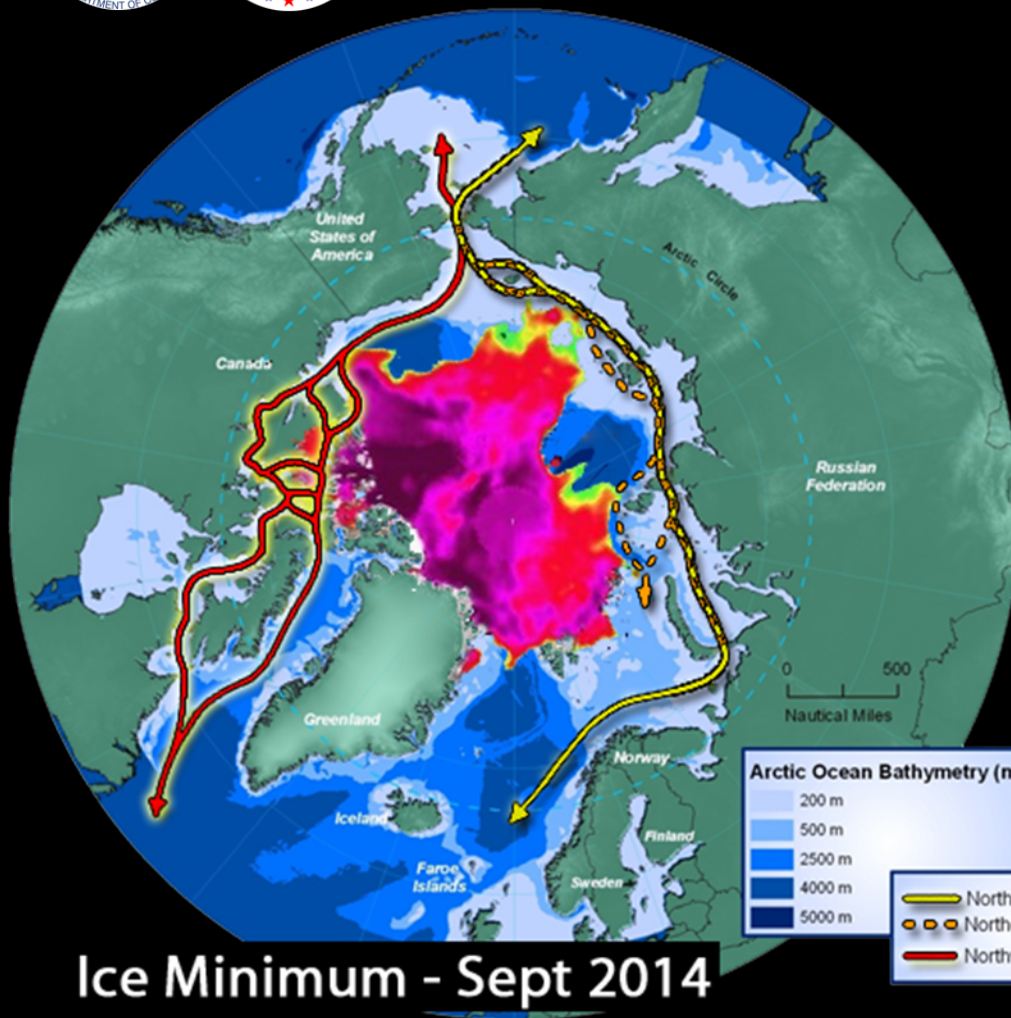 United
States of
America
Arctic Circle
Canada
Russian
Federation
0 500
Nautical Miles
Greenland
Norway
Iceland
Finland
Faroe
Islands
Sweden
Arctic Ocean Bathymetry (m
200 m
500 m
2500 m
4000 m
5000 m
North
North
North
Ice Minimum - Sept 2014